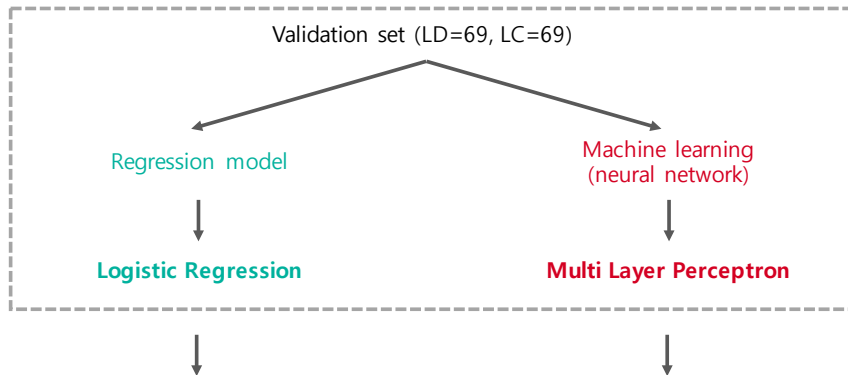 Validation set (LD=69, LC=69)
Regression model
Machine learning
(neural network)
Logistic Regression
Multi Layer Perceptron